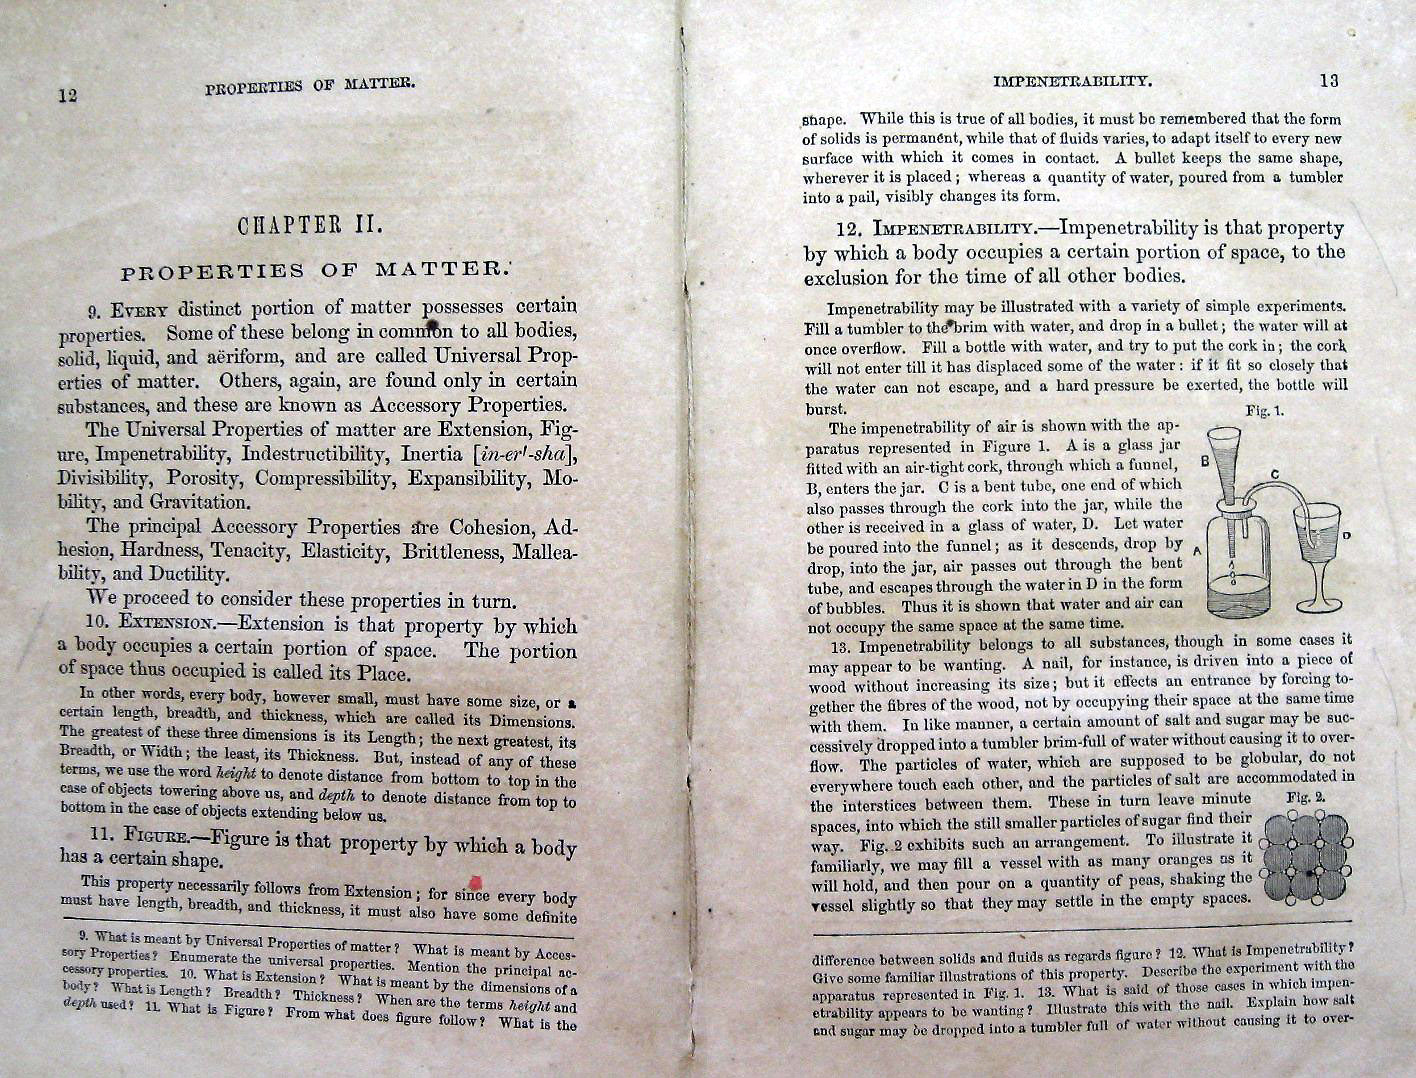 12
PROPERTIES OF MATTER.
CHAPTER II.
PROPERTIES OF MATTER.
9. EVERY distinct portion of matter possesses certain
properties. Some of these belong in common to all bodies,
solid, liquid, and aëriform, and are called Universal Prop-
erties of matter. Others, again, are found only in certain
substances, and these are known as Accessory Properties.
The Universal Properties of matter are Extension, Fig-
ure, Impenetrability, Indestructibility, Inertia [in-er'-sha],
Divisibility, Porosity, Compressibility, Expansibility, Mo-
bility, and Gravitation.
The principal Accessory Properties are Cohesion, Ad-
hesion, Hardness, Tenacity, Elasticity, Brittleness, Mallea-
bility, and Ductility.
We proceed to consider these properties in turn.
10. EXTENSION.—Extension is that property by which
a body occupies a certain portion of space. The portion
of space thus occupied is called its Place.
In other words, every body, however small, must have some size, or a
certain length, breadth, and thickness, which are called its Dimensions.
The greatest of these three dimensions is its Length; the next greatest, its
Breadth, or Width; the least, its Thickness. But, instead of any of these
terms, we use the word height to denote distance from bottom to top in the
case of objects towering above us, and depth to denote distance from top to
bottom in the case of objects extending below us.
11. FIGURE.—Figure is that property by which a body
has a certain shape.
This property necessarily follows from Extension; for since every body
must have length, breadth, and thickness, it must also have some definite
9. What is meant by Universal Properties of matter? What is meant by Acces-
sory Properties? Enumerate the universal properties. Mention the principal ac-
cessory properties. 10. What is Extension? What is meant by the dimensions of a
body? What is Length? Breadth? Thickness? When are the terms height and
depth used? 11. What is Figure? From what does figure follow? What is the
IMPENETRABILITY.
13
shape. While this is true of all bodies, it must be remembered that the form
of solids is permanent, while that of fluids varies, to adapt itself to every new
surface with which it comes in contact. A bullet keeps the same shape,
wherever it is placed; whereas a quantity of water, poured from a tumbler
into a pail, visibly changes its form.
12. IMPENETRABILITY.—Impenetrability is that property
by which a body occupies a certain portion of space, to the
exclusion for the time of all other bodies.
Impenetrability may be illustrated with a variety of simple experiments.
Fill a tumbler to the brim with water, and drop in a bullet; the water will at
once overflow. Fill a bottle with water, and try to put the cork in; the cork
will not enter till it has displaced some of the water: if it fit so closely that
the water can not escape, and a hard pressure be exerted, the bottle will
burst.
Fig. 1.
The impenetrability of air is shown with the ap-
paratus represented in Figure 1. A is a glass jar
fitted with an air-tight cork, through which a funnel,
B, enters the jar. C is a bent tube, one end of which
also passes through the cork into the jar, while the
other is received in a glass of water, D. Let water
be poured into the funnel; as it descends, drop by
drop, into the jar, air passes out through the bent
tube, and escapes through the water in D in the form
of bubbles. Thus it is shown that water and air can
not occupy the same space at the same time.
B
C
D
A
13. Impenetrability belongs to all substances, though in some cases it
may appear to be wanting. A nail, for instance, is driven into a piece of
wood without increasing its size; but it effects an entrance by forcing to-
gether the fibres of the wood, not by occupying their space at the same time
with them. In like manner, a certain amount of salt and sugar may be suc-
cessively dropped into a tumbler brim-full of water without causing it to over-
flow. The particles of water, which are supposed to be globular, do not
everywhere touch each other, and the particles of salt are accommodated in
the interstices between them. These in turn leave minute
Fig. 2.
spaces, into which the still smaller particles of sugar find their
way. Fig. 2 exhibits such an arrangement. To illustrate it
familiarly, we may fill a vessel with as many oranges as it
will hold, and then pour on a quantity of peas, shaking the
vessel slightly so that they may settle in the empty spaces.
difference between solids and fluids as regards figure? 12. What is Impenetrability?
Give some familiar illustrations of this property. Describe the experiment with the
apparatus represented in Fig. 1. 13. What is said of those cases in which impen-
etrability appears to be wanting? Illustrate this with the nail. Explain how salt
and sugar may be dropped into a tumbler full of water without causing it to over-